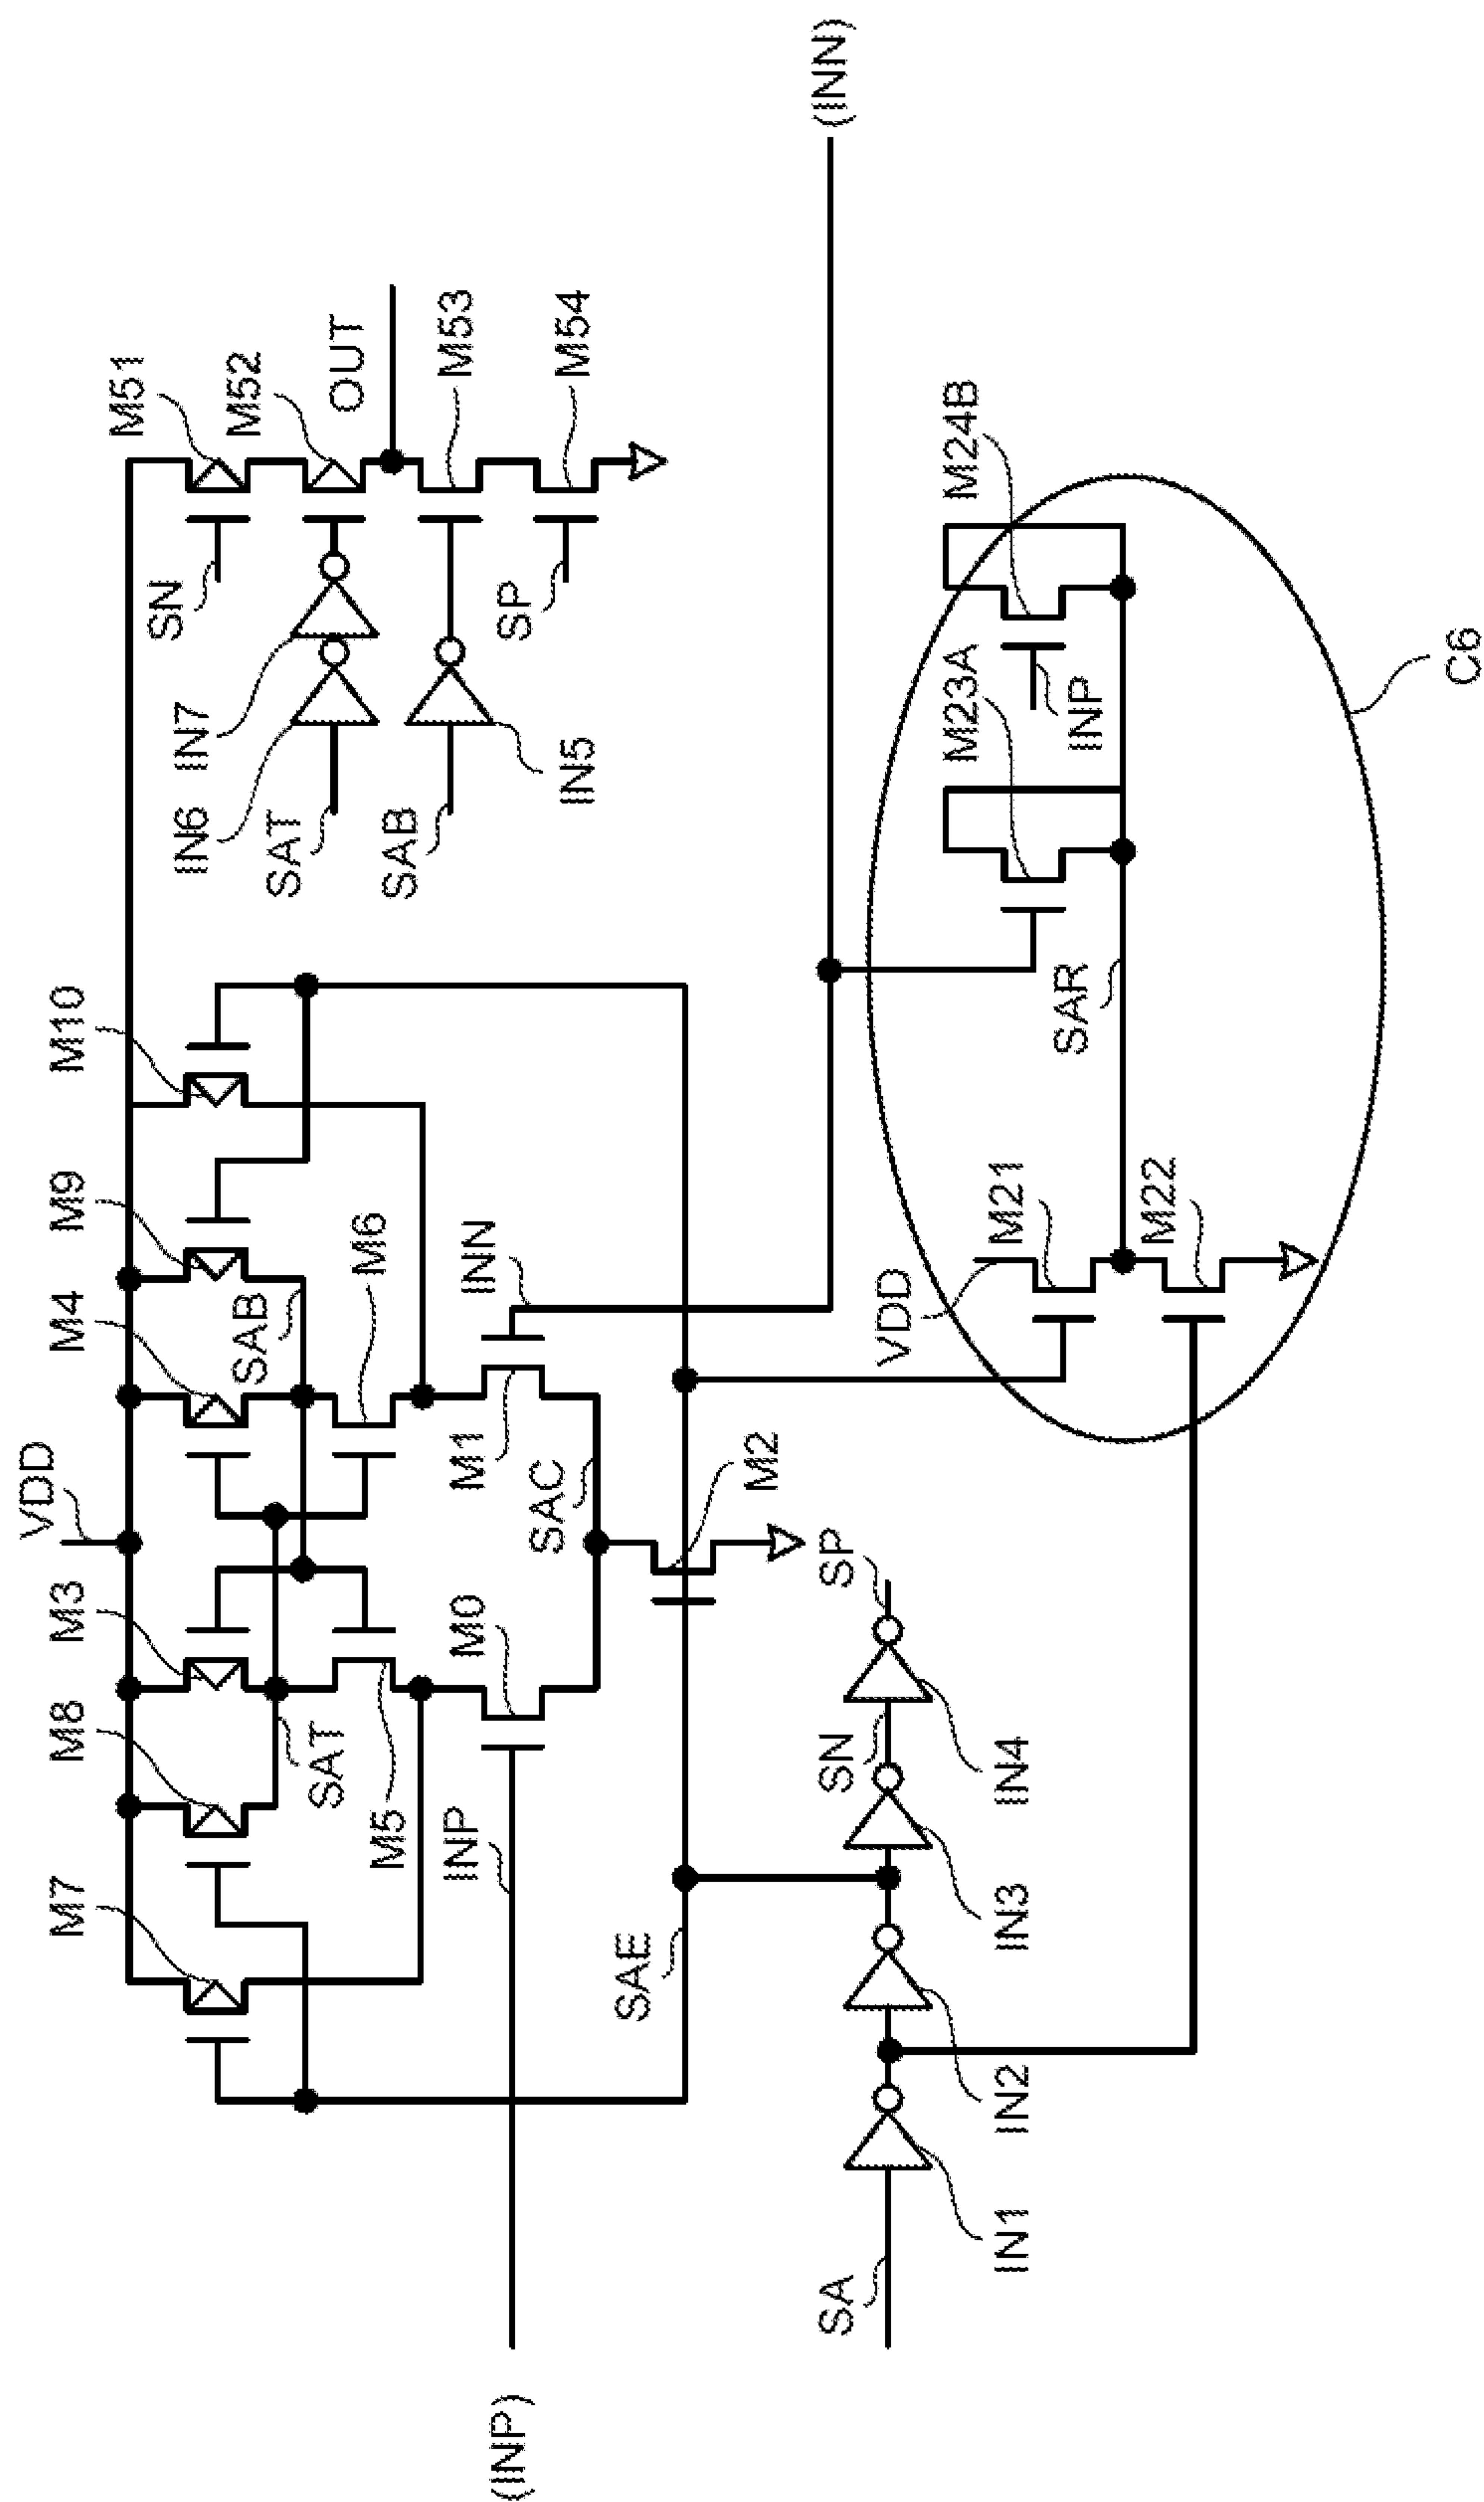 VDD
M7
M8
M3
M4
M9
M10
M51
SN
M52
IN6
IN7
SAT
OUT
SAB
IN5
M53
SP
M54
SAT
SAB
M5
M6
INP
(INP)
M0
M1
INN
SAC
SAE
M2
(INN)
SA
IN1
IN2
IN3
SN
IN4
SP
VDD
M21
M22
SAR
M23A
INP
M24B
C6